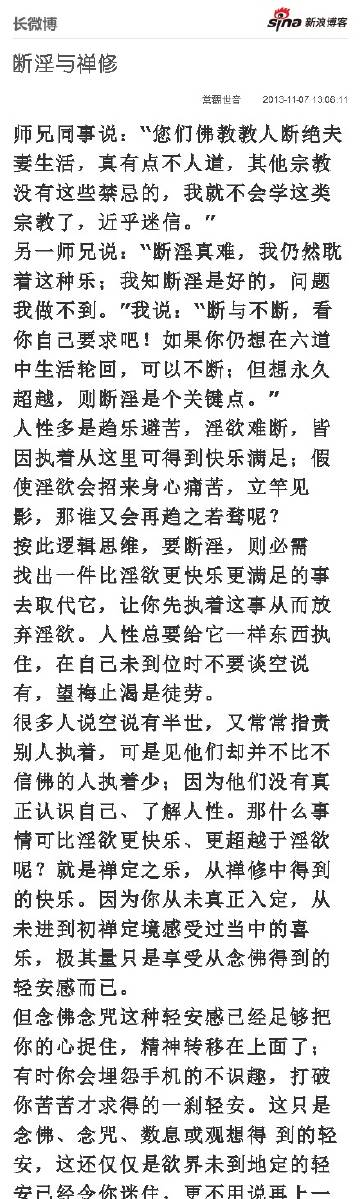 长微博
sina 新浪博客
断淫与禅修
2013-11-07 13:06:11
师兄同事说：“您们佛教教人断绝夫
妻生活，真有点不人道，其他宗教
没有这些禁忌的，我就不会学这类
宗教了，近乎迷信。”
另一师兄说：“断淫真难，我仍然耽
着这种乐；我知断淫是好的，问题
我做不到。”我说：“断与不断，看
你自己要求吧！如果你仍想在六道
中生活轮回，可以不断；但想永久
超越，则断淫是个关键点。”
人性多是趋乐避苦，淫欲难断，皆
因执着从这里可得到快乐满足；假
使淫欲会招来身心痛苦，立竿见
影，那谁又会再趋之若骛呢？
按此逻辑思维，要断淫，则必需
找出一件比淫欲更快乐更满足的事
去取代它，让你先执着这事从而放
弃淫欲。人性总要给它一样东西执
住，在自己未到位时不要谈空说
有，望梅止渴是徒劳。
很多人说空说有半世，又常常指责
别人执着，可是见他们却并不比不
信佛的人执着少；因为他们没有真
正认识自己、了解人性。那什么事
情可比淫欲更快乐、更超越于淫欲
呢？就是禅定之乐，从禅修中得到
的快乐。因为你从未真正入定，从
未进到初禅定境感受过当中的喜
乐，极其量只是享受从念佛得到的
轻安感而已。
但念佛念咒这种轻安感已经足够把
你的心捉住，精神转移在上面了；
有时你会埋怨手机的不识趣，打破
你苦苦才求得的一刹轻安。这只是
念佛、念咒、数息或观想得 到的轻
安，这还仅仅是欲界未到地定的轻
安已经令你迷住，更不用说再上一